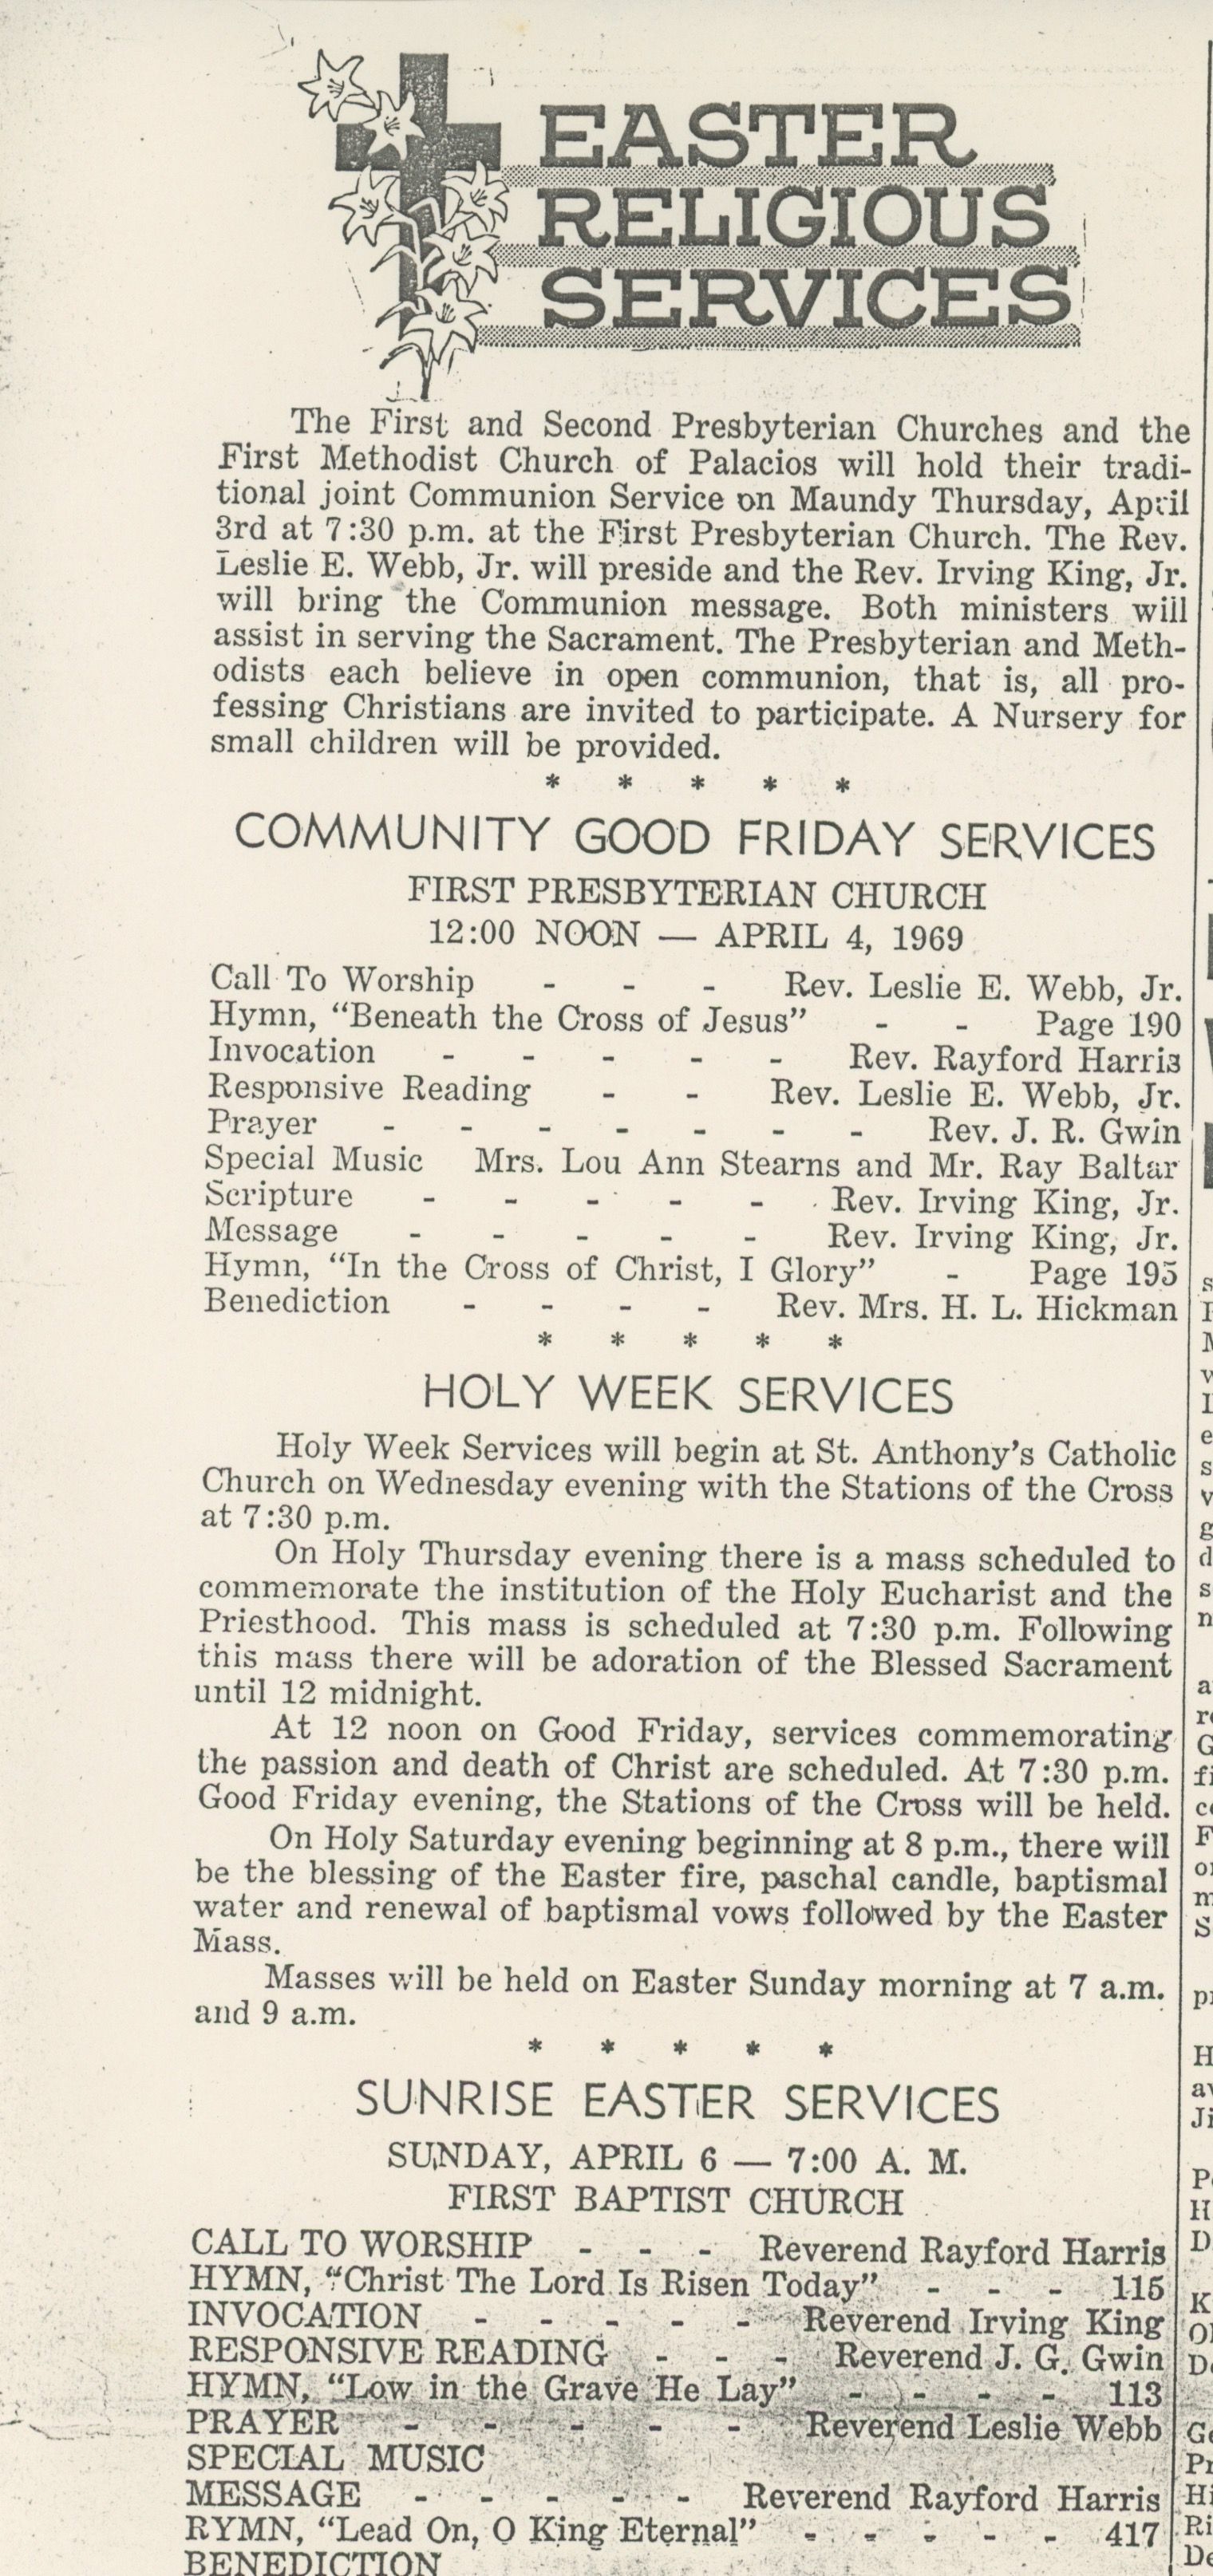 EASTER
RELIGIOUS
SERVICES
The First and Second Presbyterian Churches and the
First Methodist Church of Palacios will hold their tradi-
tional joint Communion Service on Maundy Thursday, April
3rd at 7:30 p.m. at the First Presbyterian Church. The Rev.
Leslie E. Webb, Jr. will preside and the Rev. Irving King, Jr.
will bring the Communion message. Both ministers will
assist in serving the Sacrament. The Presbyterian and Meth-
odists each believe in open communion, that is, all pro-
fessing Christians are invited to participate. A Nursery for
small children will be provided.
* * * * *
COMMUNITY GOOD FRIDAY SERVICES
FIRST PRESBYTERIAN CHURCH
12:00 NOON — APRIL 4, 1969
Call To Worship - - - Rev. Leslie E. Webb, Jr.
Hymn, "Beneath the Cross of Jesus" - - Page 190
Invocation - - - - - Rev. Rayford Harris
Responsive Reading - - Rev. Leslie E. Webb, Jr.
Prayer - - - - - - - Rev. J. R. Gwin
Special Music Mrs. Lou Ann Stearns and Mr. Ray Baltar
Scripture - - - - - Rev. Irving King, Jr.
Message - - - - - Rev. Irving King, Jr.
Hymn, "In the Cross of Christ, I Glory" - Page 195
Benediction - - - - Rev. Mrs. H. L. Hickman
* * * * *
HOLY WEEK SERVICES
Holy Week Services will begin at St. Anthony's Catholic
Church on Wednesday evening with the Stations of the Cross
at 7:30 p.m.
On Holy Thursday evening there is a mass scheduled to
commemorate the institution of the Holy Eucharist and the
Priesthood. This mass is scheduled at 7:30 p.m. Following
this mass there will be adoration of the Blessed Sacrament
until 12 midnight.
At 12 noon on Good Friday, services commemorating
the passion and death of Christ are scheduled. At 7:30 p.m.
Good Friday evening, the Stations of the Cross will be held.
On Holy Saturday evening beginning at 8 p.m., there will
be the blessing of the Easter fire, paschal candle, baptismal
water and renewal of baptismal vows followed by the Easter
Mass.
Masses will be held on Easter Sunday morning at 7 a.m.
and 9 a.m.
* * * * *
SUNRISE EASTER SERVICES
SUNDAY, APRIL 6 — 7:00 A. M.
FIRST BAPTIST CHURCH
CALL TO WORSHIP - - - Reverend Rayford Harris
HYMN, "Christ The Lord Is Risen Today" - - - 115
INVOCATION - - - - - Reverend Irving King
RESPONSIVE READING - - - Reverend J. G. Gwin
HYMN, "Low in the Grave He Lay" - - - - 113
PRAYER - - - - - Reverend Leslie Webb
SPECIAL MUSIC
MESSAGE - - - - - Reverend Rayford Harris
RYMN, "Lead On, O King Eternal" - - - - - 417
BENEDICTION